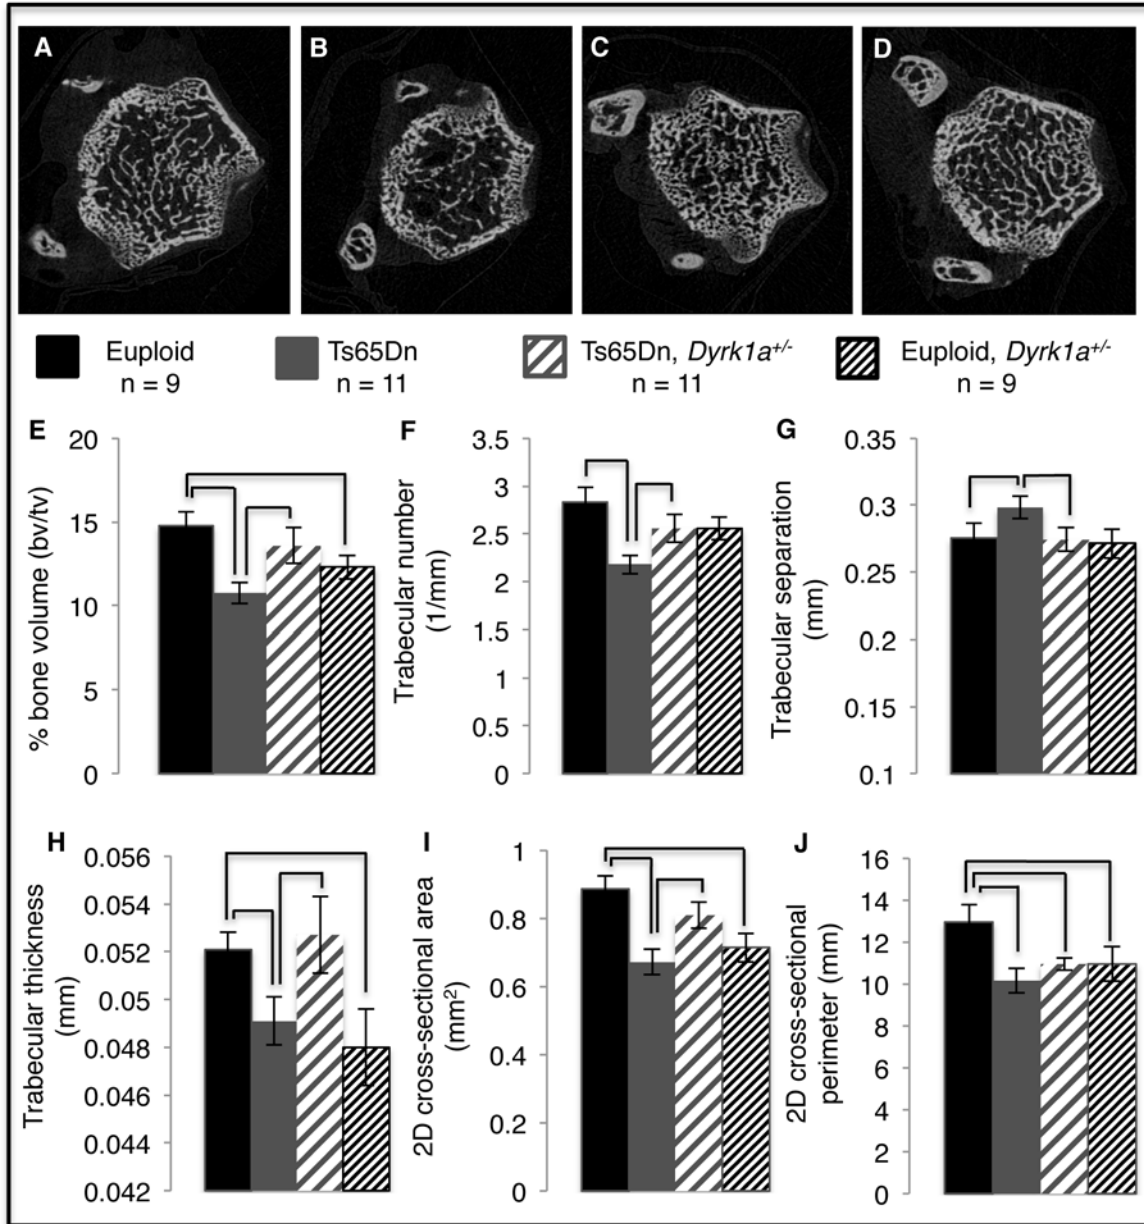 A
B
C
D
Euploid
n = 9
Ts65Dn
n = 11
Ts65Dn, Dyrk1a+/-
n = 11
Euploid, Dyrk1a+/-
n = 9
E
% bone volume (bv/tv)
20
15
10
5
0
F
Trabecular number
(1/mm)
3.5
3
2.5
2
1.5
1
0.5
0
G
Trabecular separation
(mm)
0.35
0.3
0.25
0.2
0.15
0.1
H
Trabecular thickness
(mm)
0.056
0.054
0.052
0.05
0.048
0.046
0.044
0.042
I
2D cross-sectional area
(mm²)
1
0.8
0.6
0.4
0.2
0
J
2D cross-sectional
perimeter (mm)
16
14
12
10
8
6
4
2
0